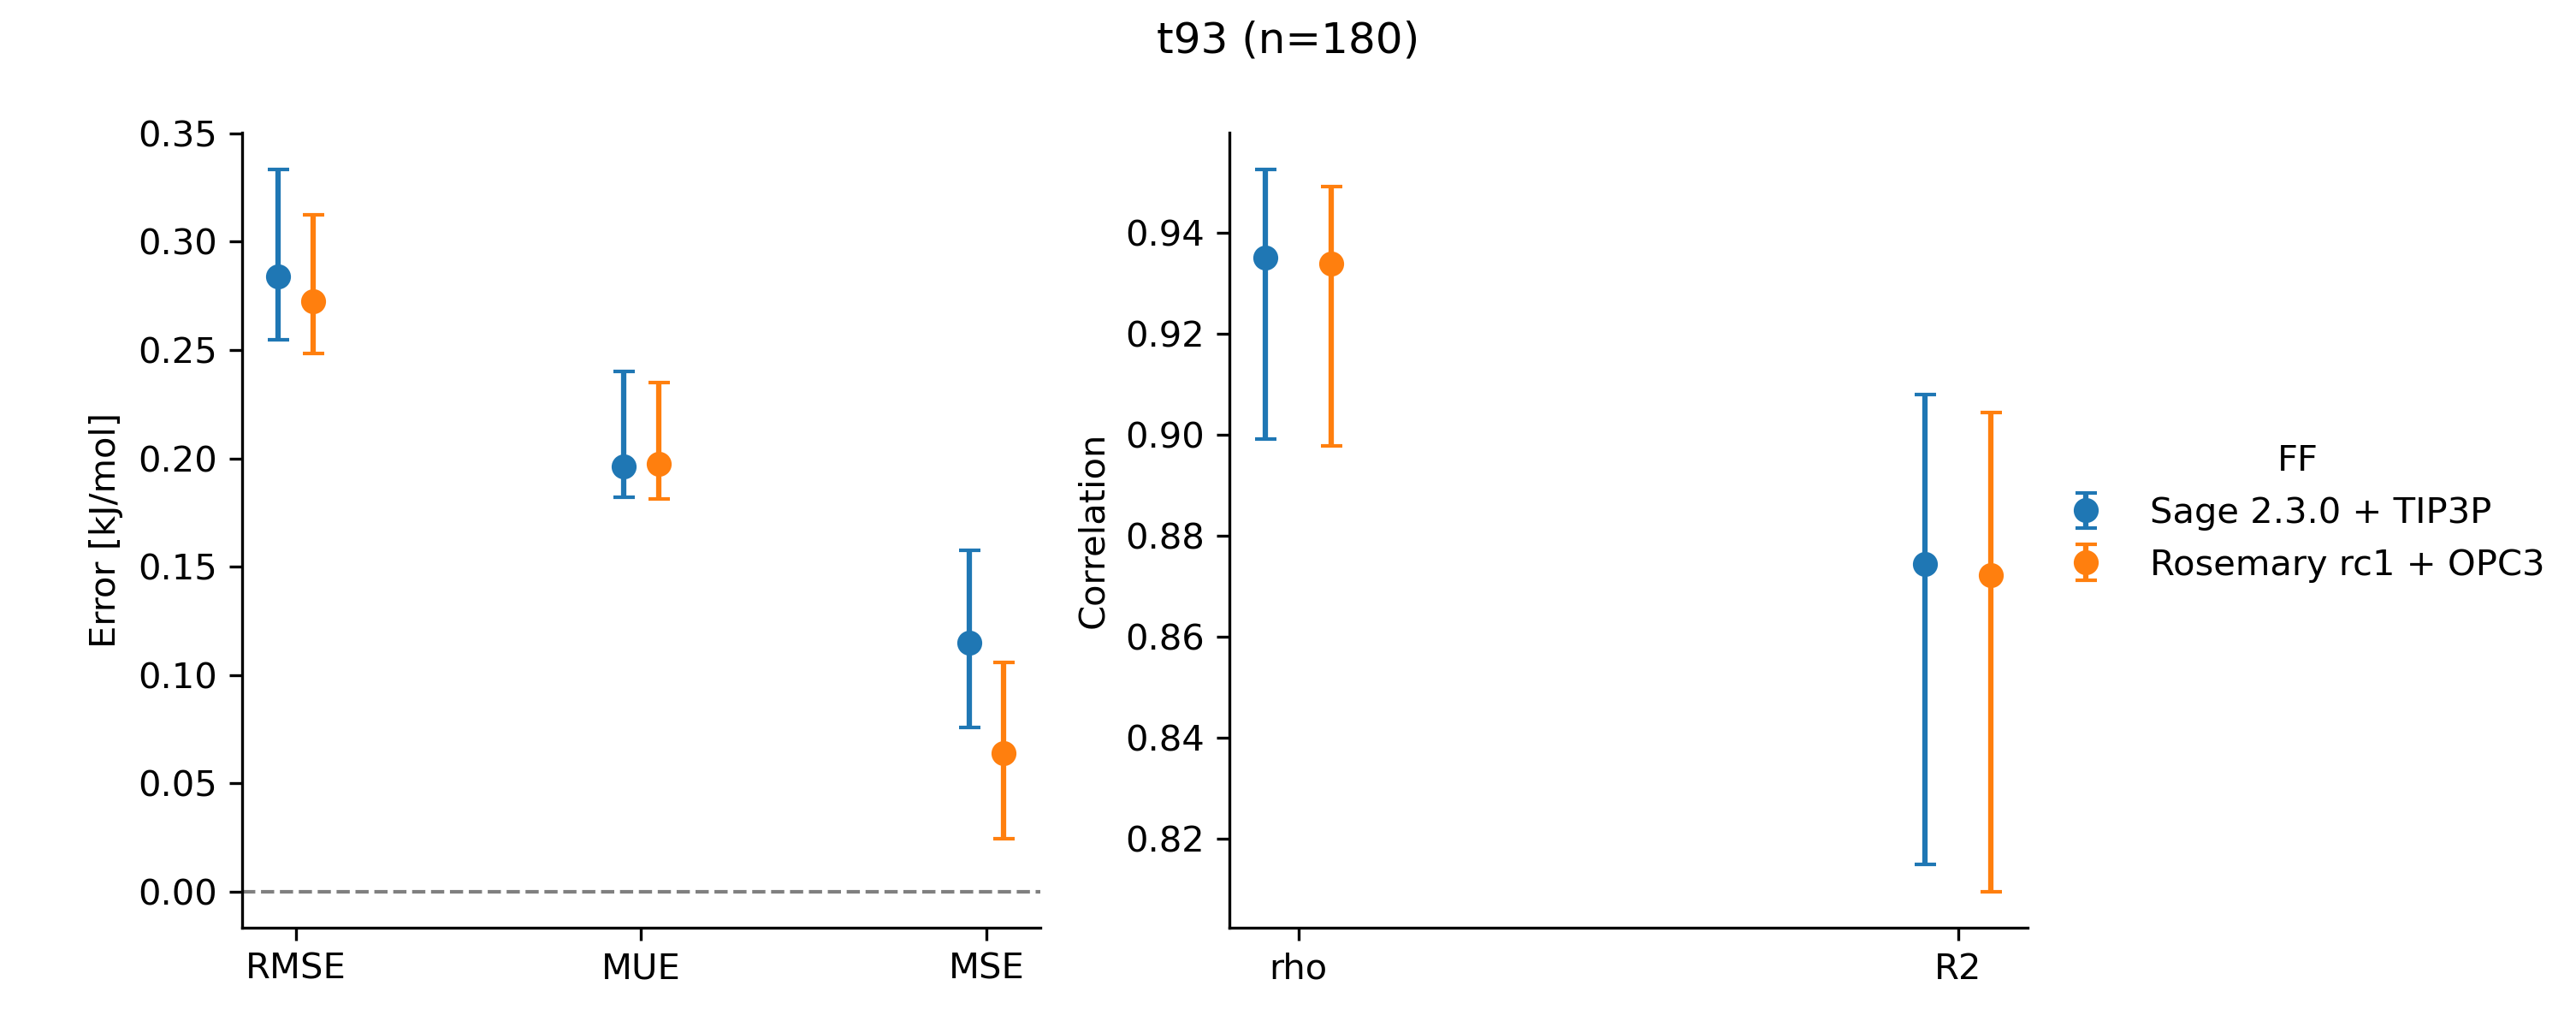 t93 (n=180)
Error [kJ/mol]
0.35
0.30
0.25
0.20
0.15
0.10
0.05
0.00
RMSE
MUE
MSE
Correlation
0.94
0.92
0.90
0.88
0.86
0.84
0.82
rho
R2
FF
Sage 2.3.0 + TIP3P
Rosemary rc1 + OPC3